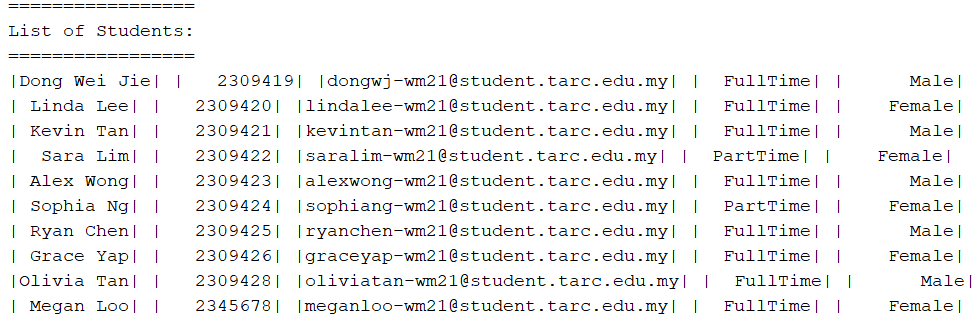 =================
List of Students:
=================
|Dong Wei Jie| |   2309419| |dongwj-wm21@student.tarc.edu.my| |  FullTime| |      Male|
| Linda Lee| |   2309420| |lindalee-wm21@student.tarc.edu.my| |  FullTime| |    Female|
| Kevin Tan| |   2309421| |kevintan-wm21@student.tarc.edu.my| |  FullTime| |      Male|
|  Sara Lim| |   2309422| |saralim-wm21@student.tarc.edu.my| |  PartTime| |    Female|
| Alex Wong| |   2309423| |alexwong-wm21@student.tarc.edu.my| |  FullTime| |      Male|
| Sophia Ng| |   2309424| |sophiang-wm21@student.tarc.edu.my| |  PartTime| |    Female|
| Ryan Chen| |   2309425| |ryanchen-wm21@student.tarc.edu.my| |  FullTime| |      Male|
| Grace Yap| |   2309426| |graceyap-wm21@student.tarc.edu.my| |  FullTime| |    Female|
|Olivia Tan| |   2309428| |oliviatan-wm21@student.tarc.edu.my| |  FullTime| |      Male|
| Megan Loo| |   2345678| |meganloo-wm21@student.tarc.edu.my| |  FullTime| |    Female|